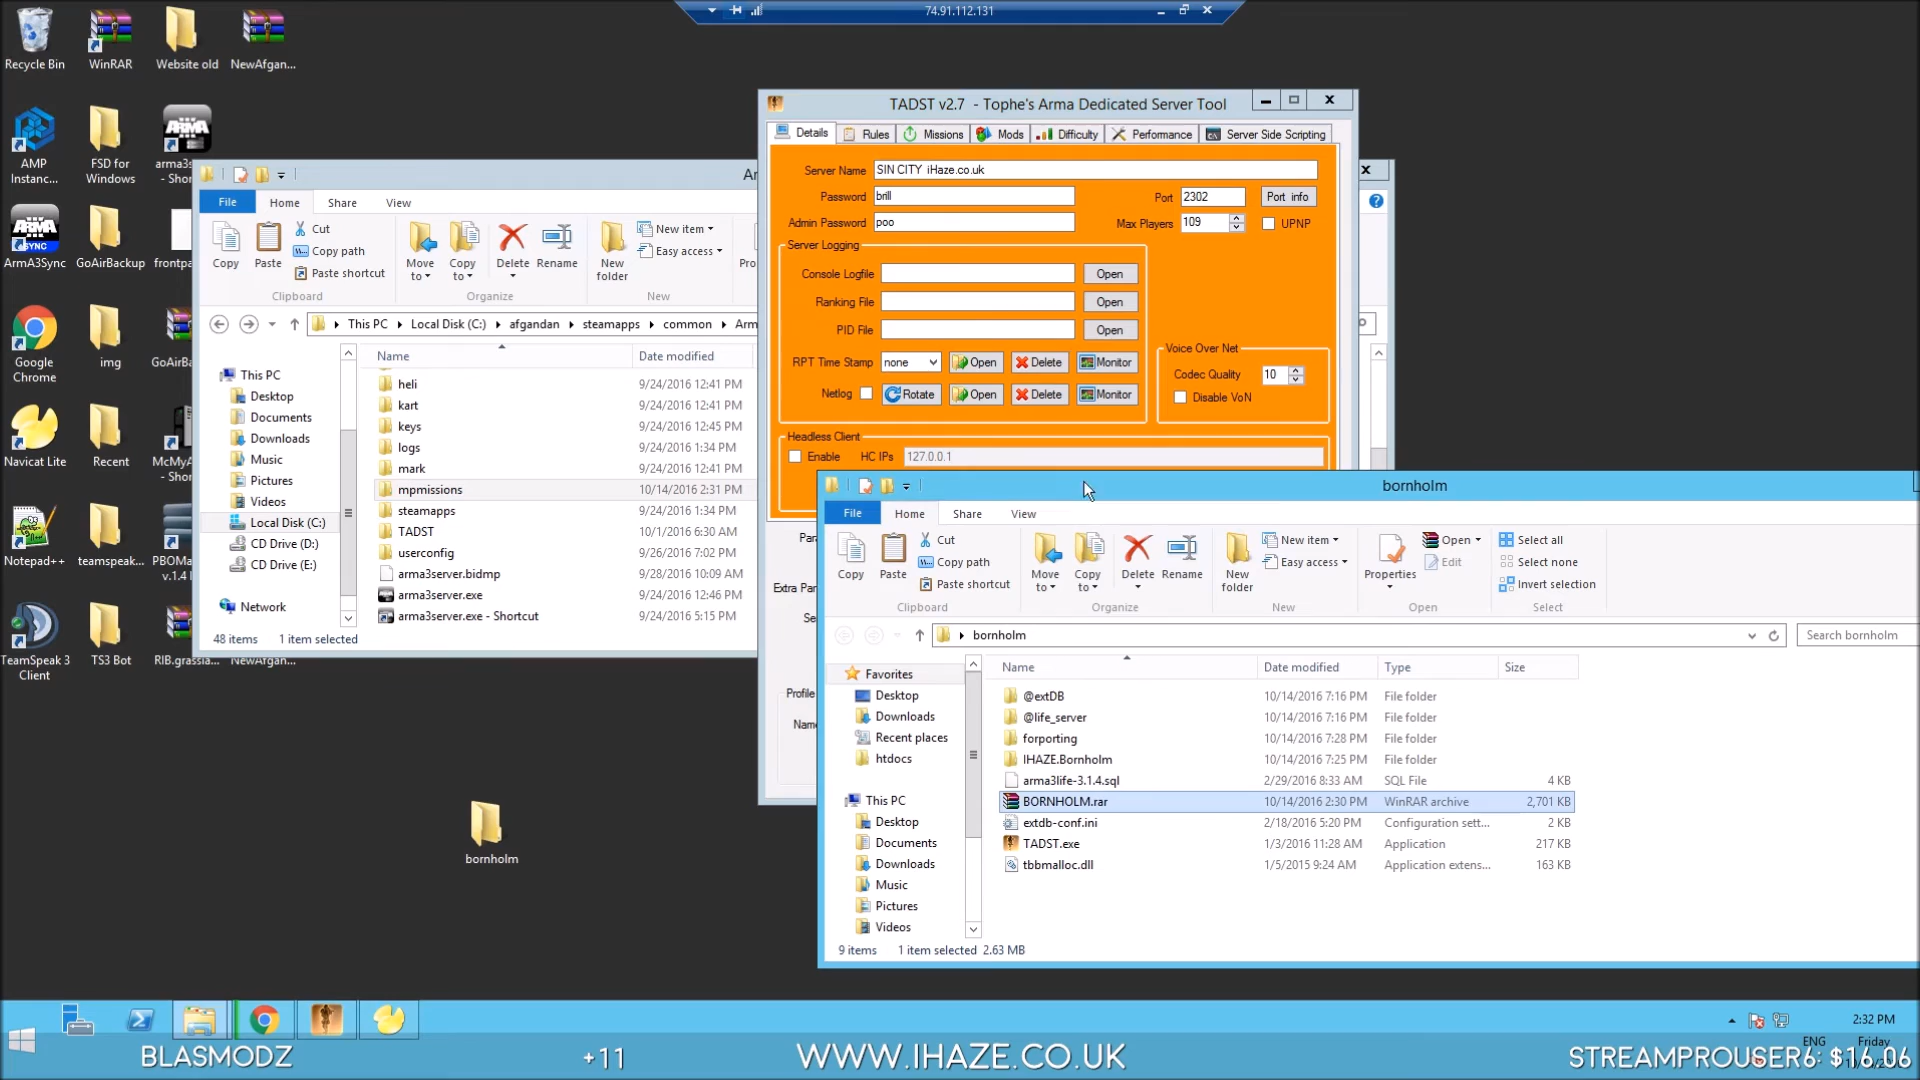 74.91.112.131
Recycle Bin
WinRAR
Website old
NewAfgan...
AMP
Instanc...
FSD for
Windows
arma3s
- Shor
ArmA3Sync
GoAirBackup
frontpa
Google
Chrome
img
GoAirBa
Navicat Lite
Recent
McMyA
- Shor
Notepad++
teamspeak...
PBOMa
v.1.4 l
TeamSpeak 3
Client
TS3 Bot
RIB.grassla...
NewAfgan...
bornholm
Ar
File
Home
Share
View
Copy
Paste
Cut
Copy path
Paste shortcut
Clipboard
Move
to
Copy
to
Delete
Rename
Organize
New
folder
New item
Easy access
New
Pro
This PC
Local Disk (C:)
afgandan
steamapps
common
Arm
Name
Date modified
This PC
Desktop
Documents
Downloads
Music
Pictures
Videos
Local Disk (C:)
CD Drive (D:)
CD Drive (E:)
Network
heli 9/24/2016 12:41 PM
kart 9/24/2016 12:41 PM
keys 9/24/2016 12:45 PM
logs 9/24/2016 1:34 PM
mark 9/24/2016 12:41 PM
mpmissions 10/14/2016 2:31 PM
steamapps 9/24/2016 1:34 PM
TADST 10/1/2016 6:30 AM
userconfig 9/26/2016 7:02 PM
arma3server.bidmp 9/28/2016 10:09 AM
arma3server.exe 9/24/2016 12:46 PM
arma3server.exe - Shortcut 9/24/2016 5:15 PM
48 items 1 item selected
TADST v2.7 - Tophe's Arma Dedicated Server Tool
Details
Rules
Missions
Mods
Difficulty
Performance
Server Side Scripting
Server Name SIN CITY iHaze.co.uk
Password brill
Port 2302 Port info
Admin Password poo
Max Players 109 UPNP
Server Logging
Console Logfile Open
Ranking File Open
PID File Open
RPT Time Stamp none Open Delete Monitor
Netlog Rotate Open Delete Monitor
Voice Over Net
Codec Quality 10
Disable VoN
Headless Client
Enable HC IPs 127.0.0.1
Para
Extra Par
Se
Profile
Name
bornholm
File
Home
Share
View
Copy
Paste
Cut
Copy path
Paste shortcut
Clipboard
Move
to
Copy
to
Delete
Rename
Organize
New
folder
New item
Easy access
New
Properties
Open
Edit
Open
Select all
Select none
Invert selection
Select
bornholm
Search bornholm
Favorites
Desktop
Downloads
Recent places
htdocs
This PC
Desktop
Documents
Downloads
Music
Pictures
Videos
Name Date modified Type Size
@extDB 10/14/2016 7:16 PM File folder
@life_server 10/14/2016 7:16 PM File folder
forporting 10/14/2016 7:28 PM File folder
IHAZE.Bornholm 10/14/2016 7:25 PM File folder
arma3life-3.1.4.sql 2/29/2016 8:33 AM SQL File 4 KB
BORNHOLM.rar 10/14/2016 2:30 PM WinRAR archive 2,701 KB
extdb-conf.ini 2/18/2016 5:20 PM Configuration sett... 2 KB
TADST.exe 1/3/2016 11:28 AM Application 217 KB
tbbmalloc.dll 1/5/2015 9:24 AM Application extens... 163 KB
9 items 1 item selected 2.63 MB
2:32 PM
ENG
Friday
BLASMODZ
+11
WWW.IHAZE.CO.UK
STREAMPROUSER6: $16.06